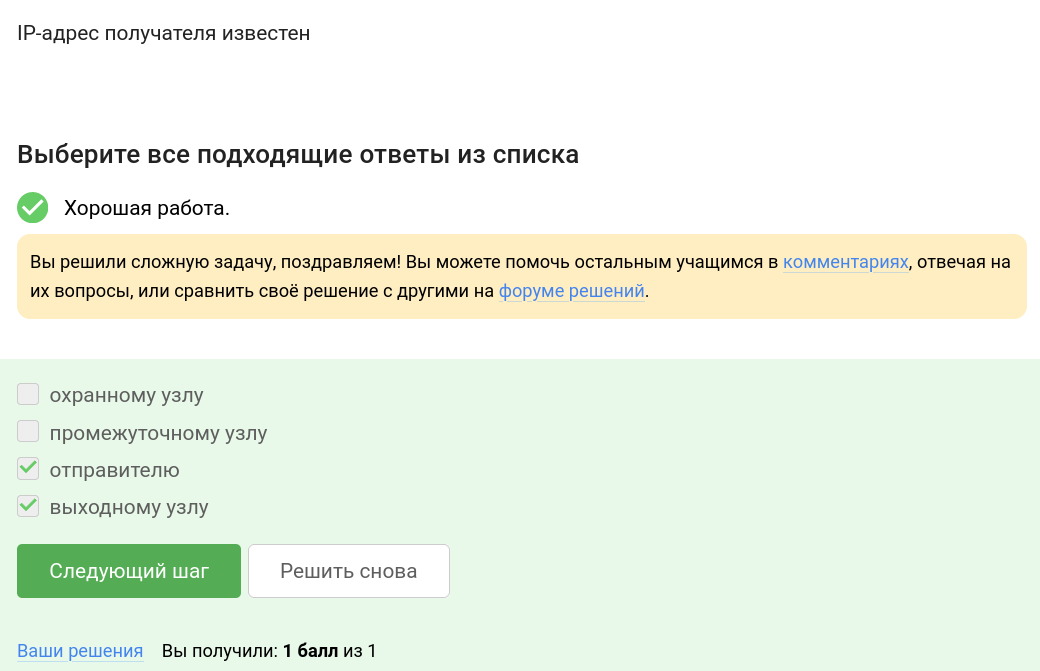 IP-адрес получателя известен
Выберите все подходящие ответы из списка
Хорошая работа.
Вы решили сложную задачу, поздравляем! Вы можете помочь остальным учащимся в комментариях, отвечая на
их вопросы, или сравнить своё решение с другими на форуме решений.
охранному узлу
промежуточному узлу
отправителю
выходному узлу
Следующий шаг Решить снова
Ваши решения Вы получили: 1 балл из 1